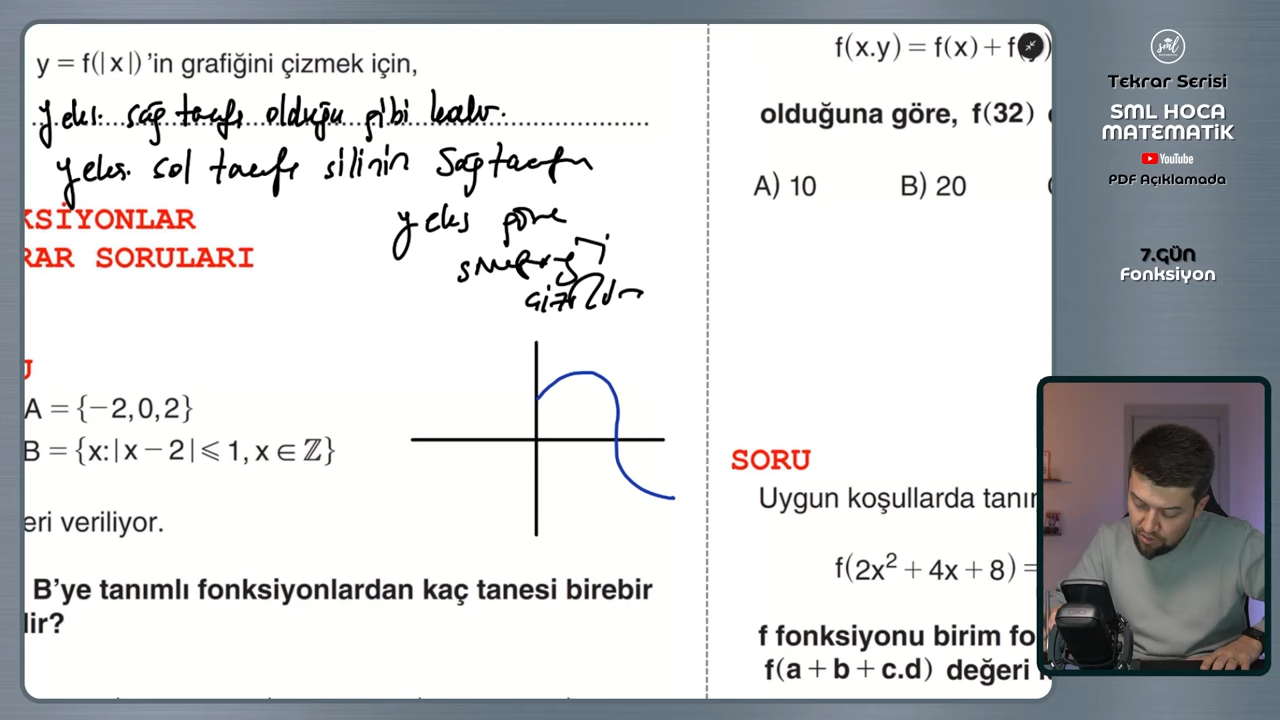 y = f(|x|) 'in grafiğini çizmek için,
y eks. sağ tarafı olduğu gibi kalır.
y eks. sol tarafı silinir sağ tarafın
y eks göre
çizilir
KSİYONLAR
RAR SORULARI
U
A = {−2,0,2}
B = {x:|x − 2| ⩽ 1, x ∈ ℤ}
eri veriliyor.
B'ye tanımlı fonksiyonlardan kaç tanesi birebir
dir?
f(x.y) = f(x) + f(
olduğuna göre, f(32)
A) 10 B) 20
SORU
Uygun koşullarda tanım
f(2x² + 4x + 8) =
f fonksiyonu birim fo
f(a + b + c.d) değeri
sml
Tekrar Serisi
SML HOCA
MATEMATİK
YouTube
PDF Açıklamada
7.GÜN
Fonksiyon